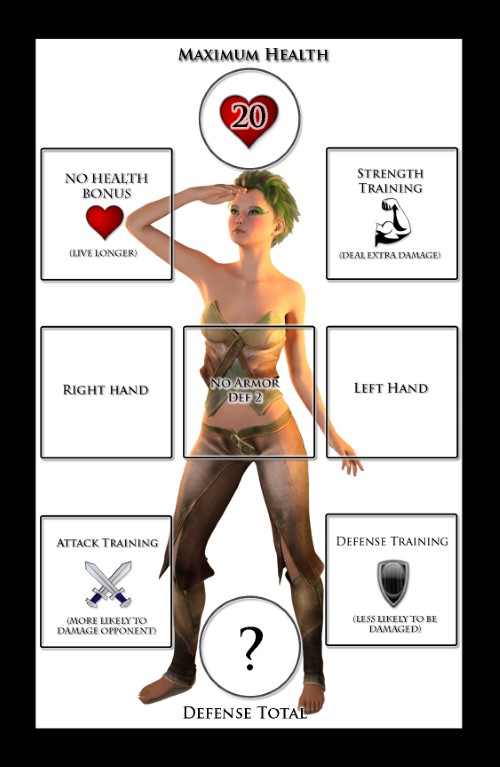 Maximum Health
20
No Health
Bonus
(Live Longer)
Strength
Training
(Deal Extra Damage)
Right Hand
No Armor
Def 2
Left Hand
Attack Training
(More Likely to
Damage Opponent)
Defense Training
(Less Likely to be
Damaged)
?
Defense Total